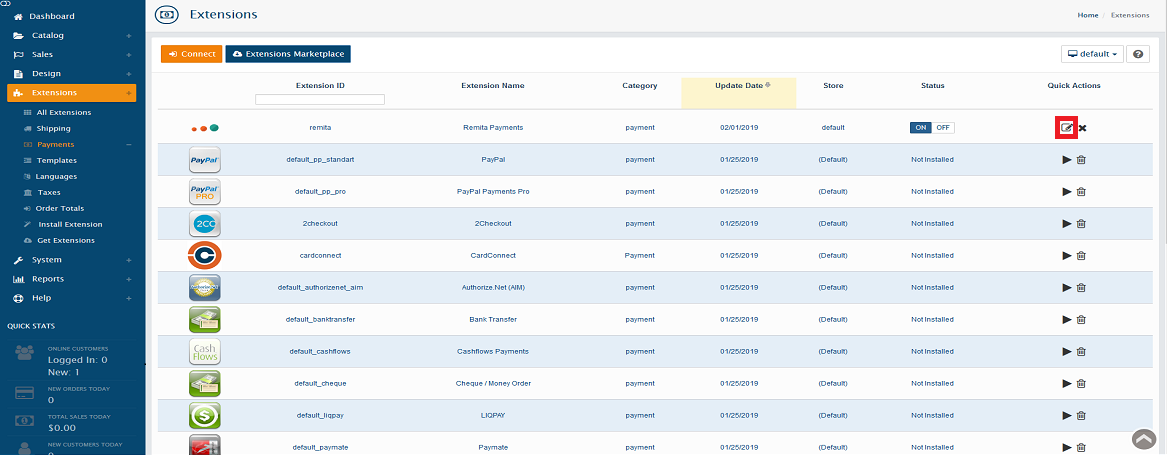 Dashboard
Catalog +
Sales +
Design +
Extensions +
All Extensions
Shipping
Payments −
Templates
Languages
Taxes
Order Totals
Install Extension
Get Extensions
System +
Reports +
Help +
QUICK STATS
ONLINE CUSTOMERS
Logged In: 0
New: 1
NEW ORDERS TODAY
0
TOTAL SALES TODAY
$0.00
NEW CUSTOMERS TODAY
Extensions
Home / Extensions
Connect Extensions Marketplace default
Extension ID Extension Name Category Update Date Store Status Quick Actions
remita Remita Payments payment 02/01/2019 default ON OFF
PayPal default_pp_standart PayPal payment 01/25/2019 (Default) Not Installed
PayPal PRO default_pp_pro PayPal Payments Pro payment 01/25/2019 (Default) Not Installed
2CO 2checkout 2Checkout payment 01/25/2019 (Default) Not Installed
cardconnect CardConnect Payment 01/25/2019 (Default) Not Installed
default_authorizenet_aim Authorize.Net (AIM) payment 01/25/2019 (Default) Not Installed
default_banktransfer Bank Transfer payment 01/25/2019 (Default) Not Installed
Cash Flows default_cashflows Cashflows Payments payment 01/25/2019 (Default) Not Installed
default_cheque Cheque / Money Order payment 01/25/2019 (Default) Not Installed
default_liqpay LIQPAY payment 01/25/2019 (Default) Not Installed
default_paymate Paymate payment 01/25/2019 (Default) Not Installed